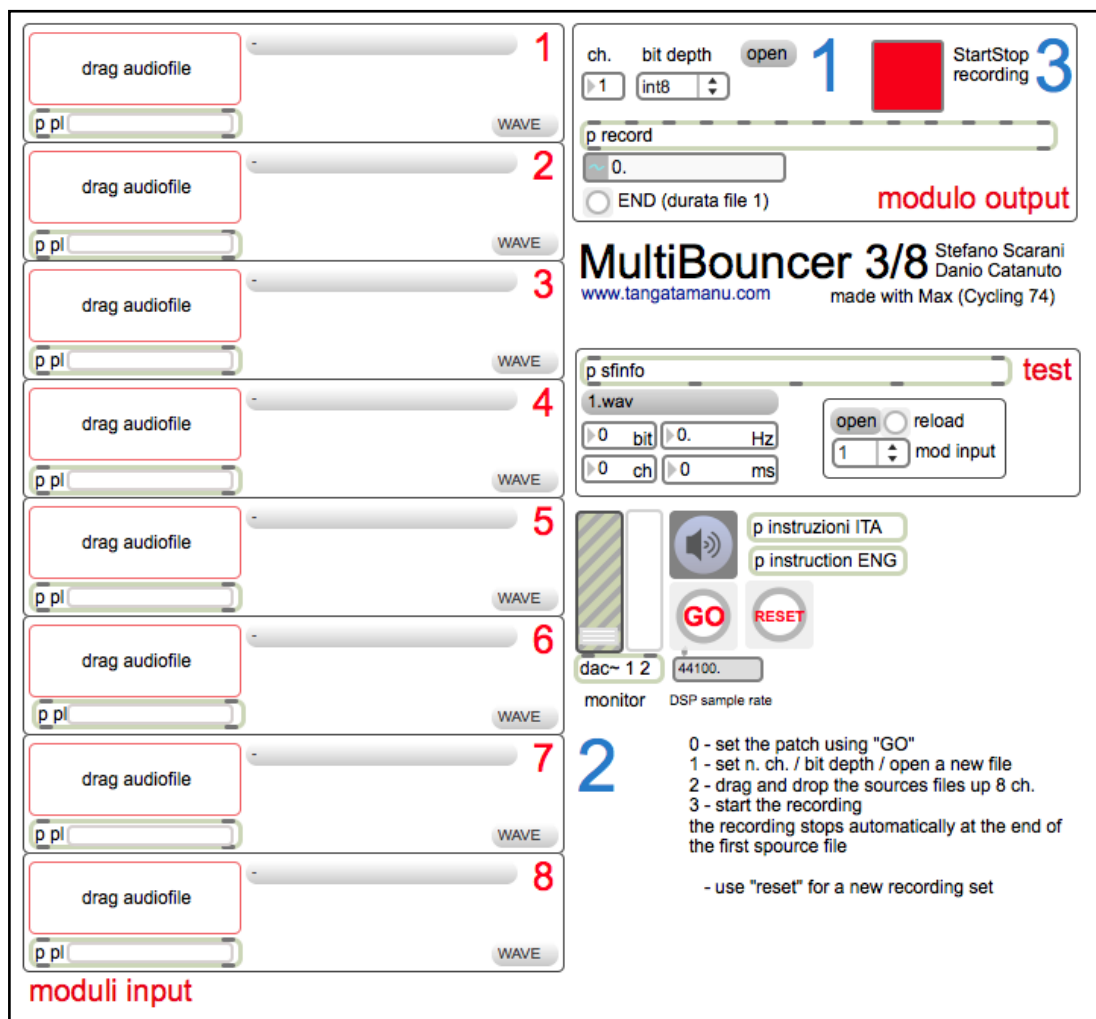 drag audiofile
-
1
p pl
WAVE
drag audiofile
-
2
p pl
WAVE
drag audiofile
-
3
p pl
WAVE
drag audiofile
-
4
p pl
WAVE
drag audiofile
-
5
p pl
WAVE
drag audiofile
-
6
p pl
WAVE
drag audiofile
-
7
p pl
WAVE
drag audiofile
-
8
p pl
WAVE
moduli input
ch. bit depth open 1 StartStop recording 3
1 int8
p record
~ 0.
END (durata file 1)
modulo output
MultiBouncer 3/8 Stefano Scarani
Danio Catanuto
www.tangatamanu.com made with Max (Cycling 74)
p sfinfo test
1.wav
0 bit 0. Hz
0 ch 0 ms
open reload
1 mod input
p instruzioni ITA
p instruction ENG
GO RESET
dac~ 1 2 44100.
monitor DSP sample rate
2
0 - set the patch using "GO"
1 - set n. ch. / bit depth / open a new file
2 - drag and drop the sources files up 8 ch.
3 - start the recording
the recording stops automatically at the end of
the first spource file
- use "reset" for a new recording set